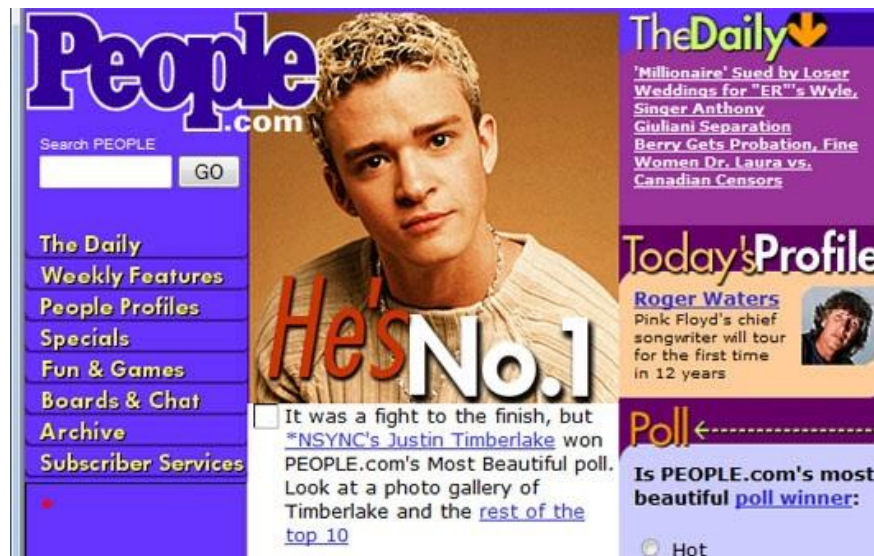 People
.com
Search PEOPLE
GO
The Daily
Weekly Features
People Profiles
Specials
Fun & Games
Boards & Chat
Archive
Subscriber Services
He's
No.1
It was a fight to the finish, but
*NSYNC's Justin Timberlake won
PEOPLE.com's Most Beautiful poll.
Look at a photo gallery of
Timberlake and the rest of the
top 10
TheDaily
'Millionaire' Sued by Loser
Weddings for "ER"'s Wyle,
Singer Anthony
Giuliani Separation
Berry Gets Probation, Fine
Women Dr. Laura vs.
Canadian Censors
Today'sProfile
Roger Waters
Pink Floyd's chief
songwriter will tour
for the first time
in 12 years
Poll
Is PEOPLE.com's most
beautiful poll winner:
Hot